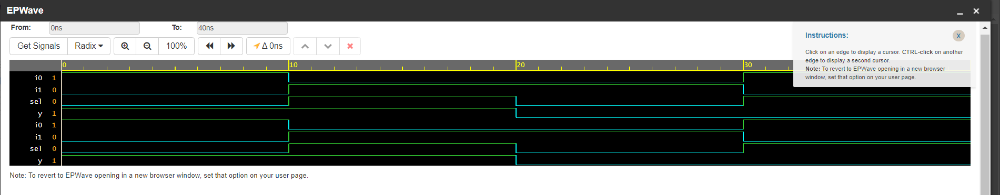 EPWave
From: 0ns To: 40ns
Get Signals Radix 100% Δ 0ns
Instructions: X
Click on an edge to display a cursor. CTRL-click on another
edge to display a second cursor.
Note: To revert to EPWave opening in a new browser
window, set that option on your user page.
0 10 20 30
i0 1
i1 0
sel 0
y 1
i0 1
i1 0
sel 0
y 1
Note: To revert to EPWave opening in a new browser window, set that option on your user page.